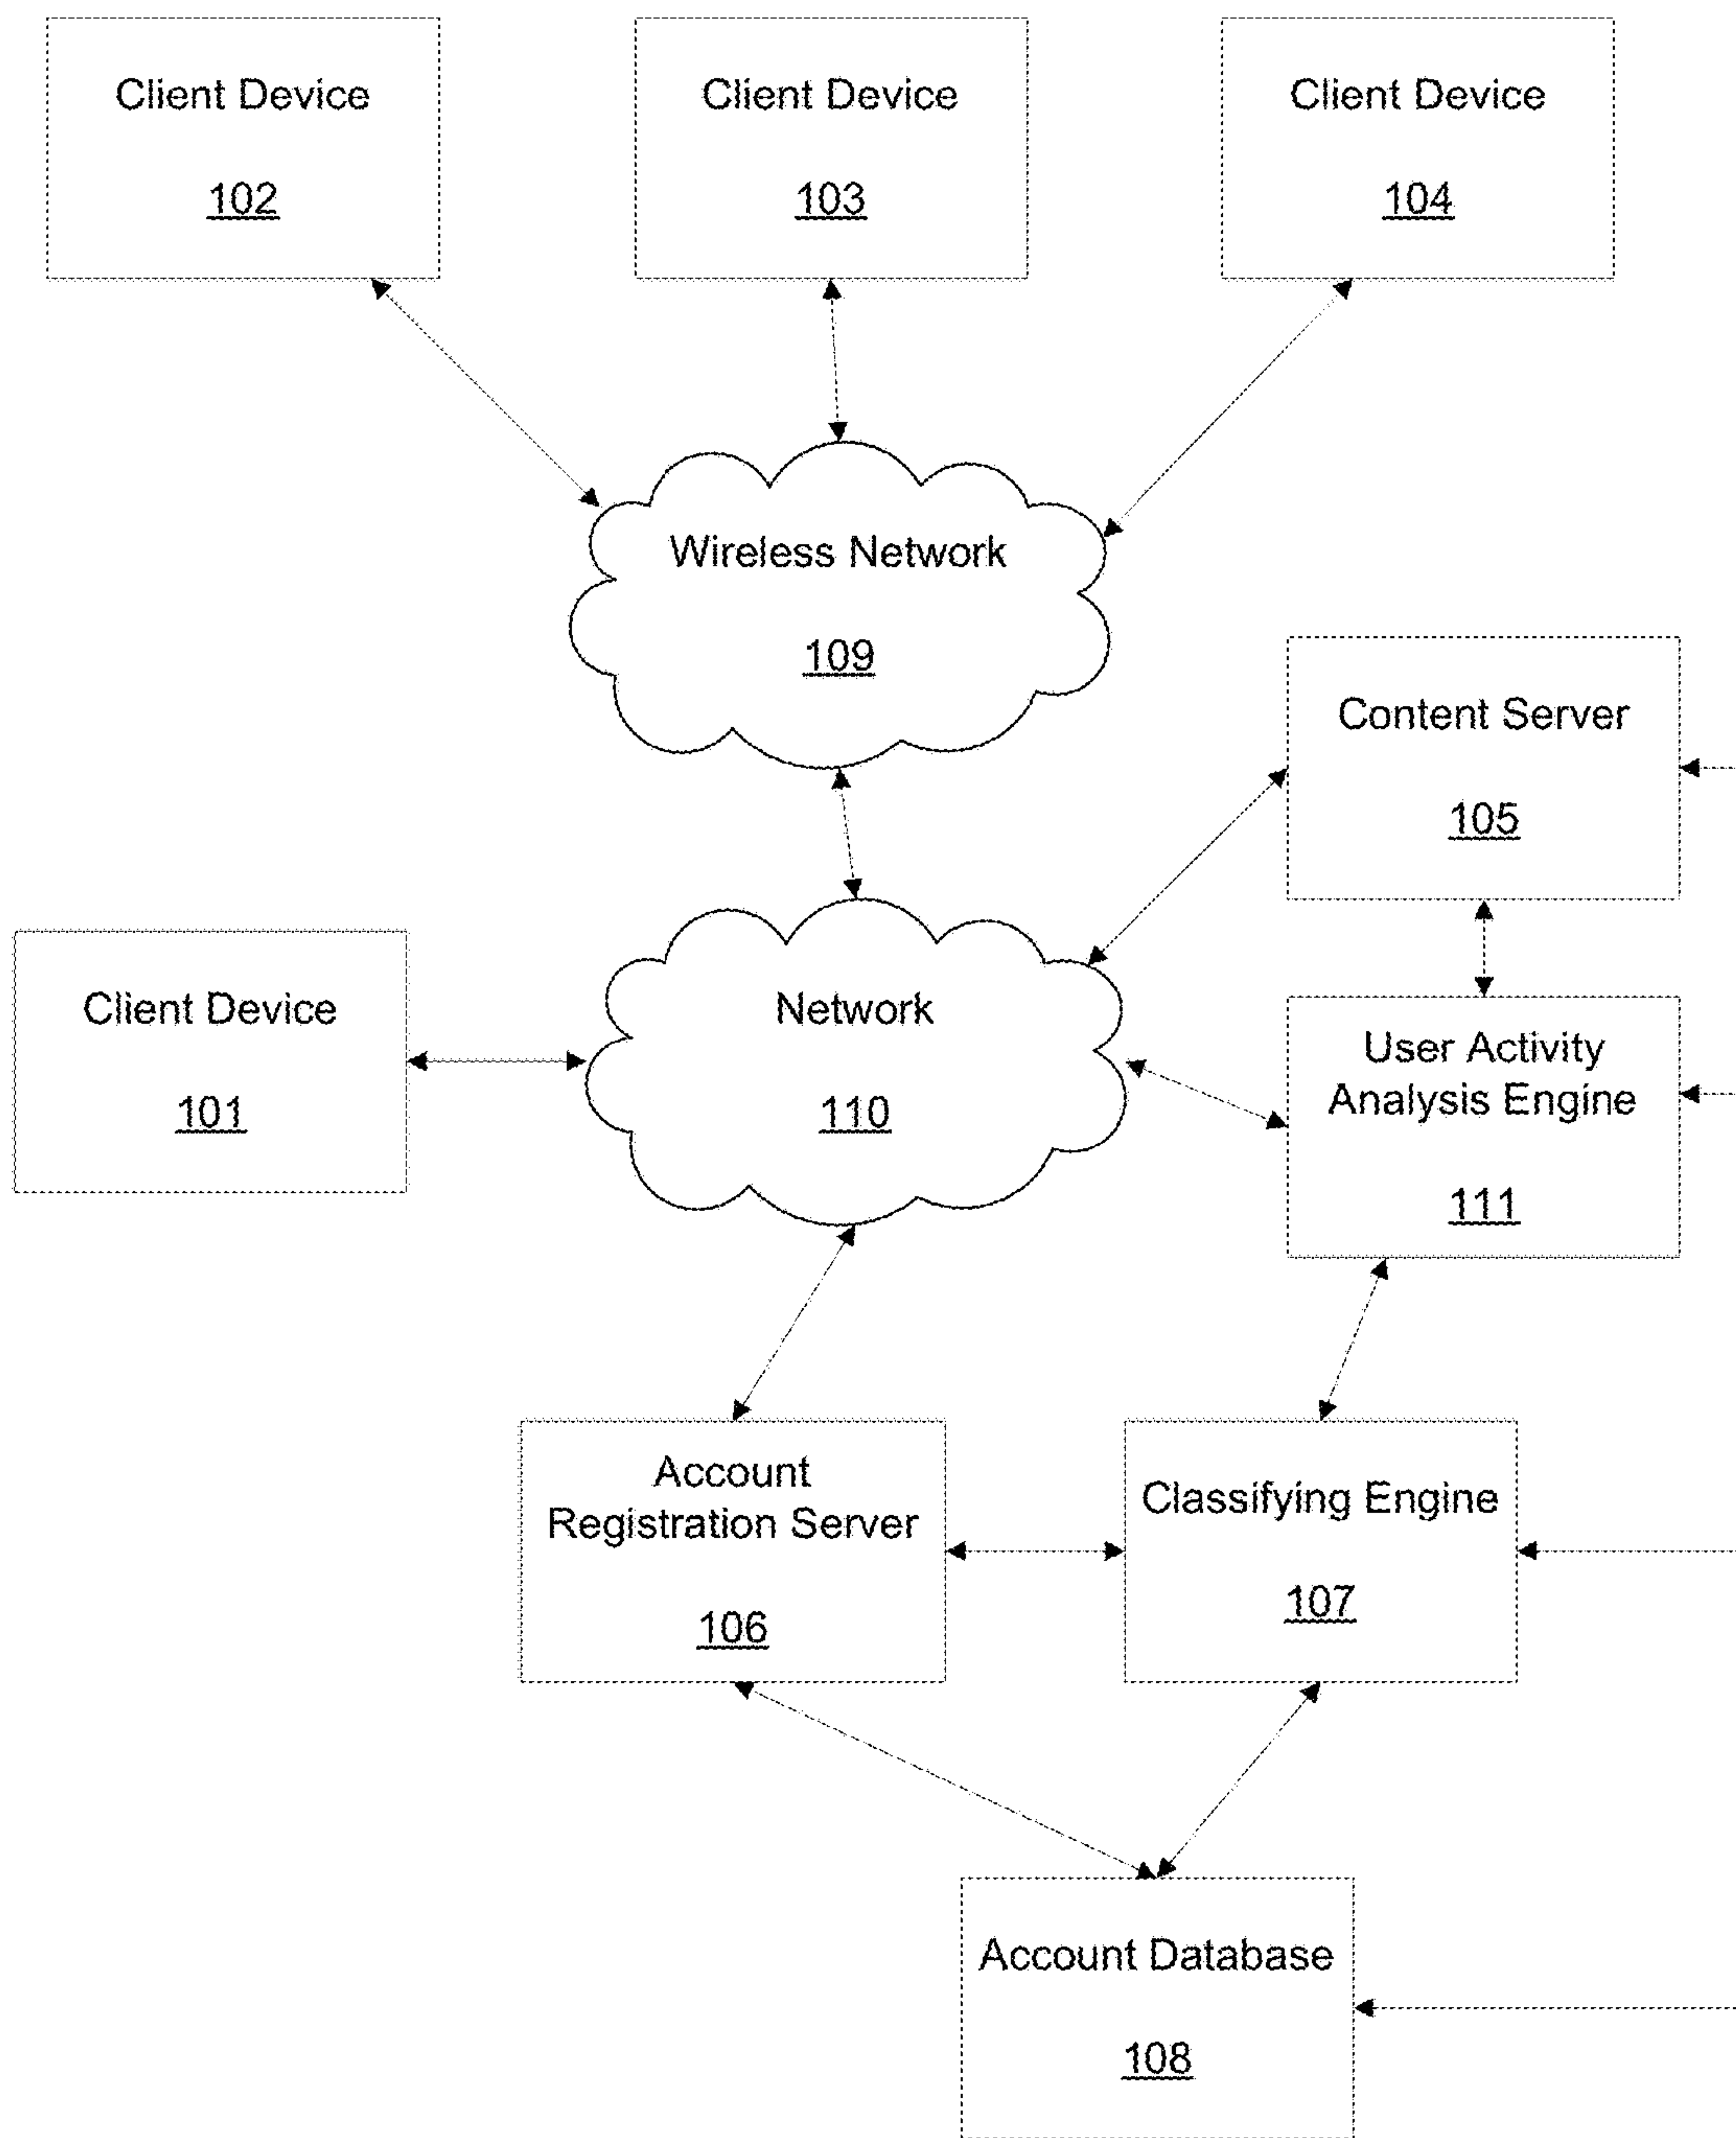 Client Device
102
Client Device
103
Client Device
104
Wireless Network
109
Content Server
105
Client Device
101
Network
110
User Activity
Analysis Engine
111
Account
Registration Server
106
Classifying Engine
107
Account Database
108